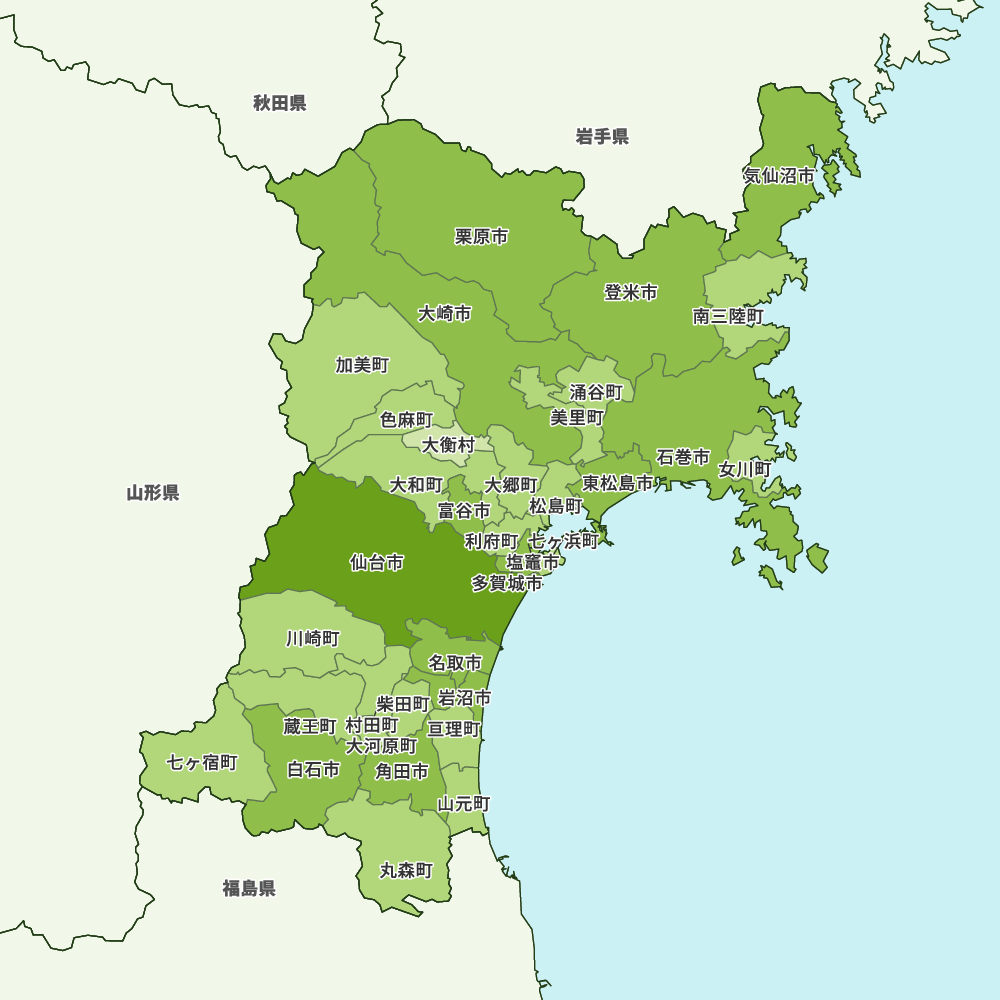 秋田県
岩手県
気仙沼市
栗原市
登米市
大崎市
南三陸町
加美町
涌谷町
色麻町
美里町
大衡村
石巻市
女川町
大和町
大郷町
東松島市
山形県
富谷市
松島町
利府町
七ヶ浜町
仙台市
塩竈市
多賀城市
川崎町
名取市
岩沼市
柴田町
蔵王町
村田町
亘理町
大河原町
七ヶ宿町
白石市
角田市
山元町
丸森町
福島県